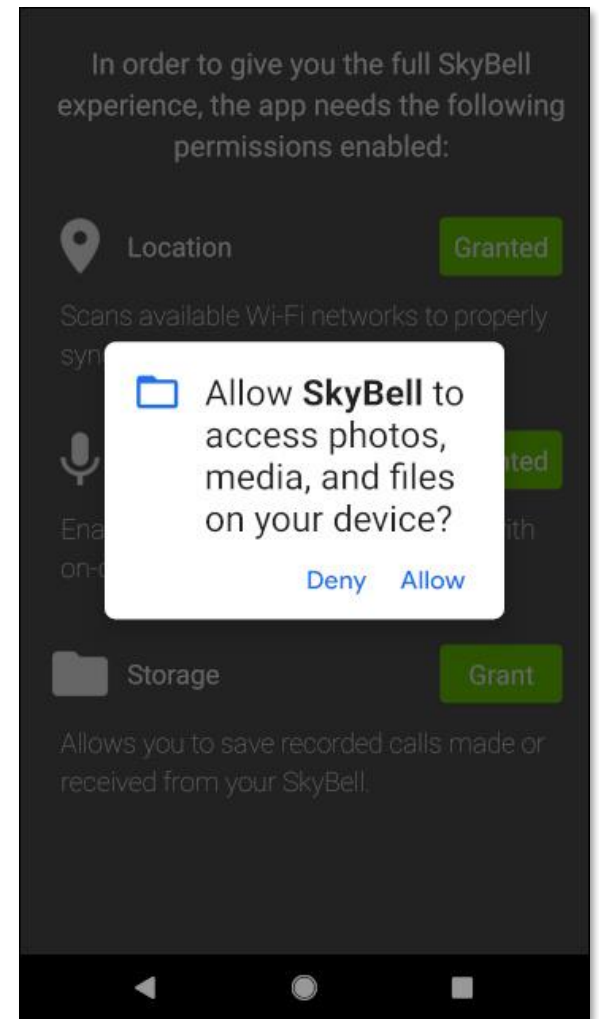 In order to give you the full SkyBell
experience, the app needs the following
permissions enabled:
Location
Granted
Scans available Wi-Fi networks to properly
Allow SkyBell to
access photos,
media, and files
on your device?
Deny
Allow
Storage
Grant
Allows you to save recorded calls made or
received from your SkyBell.